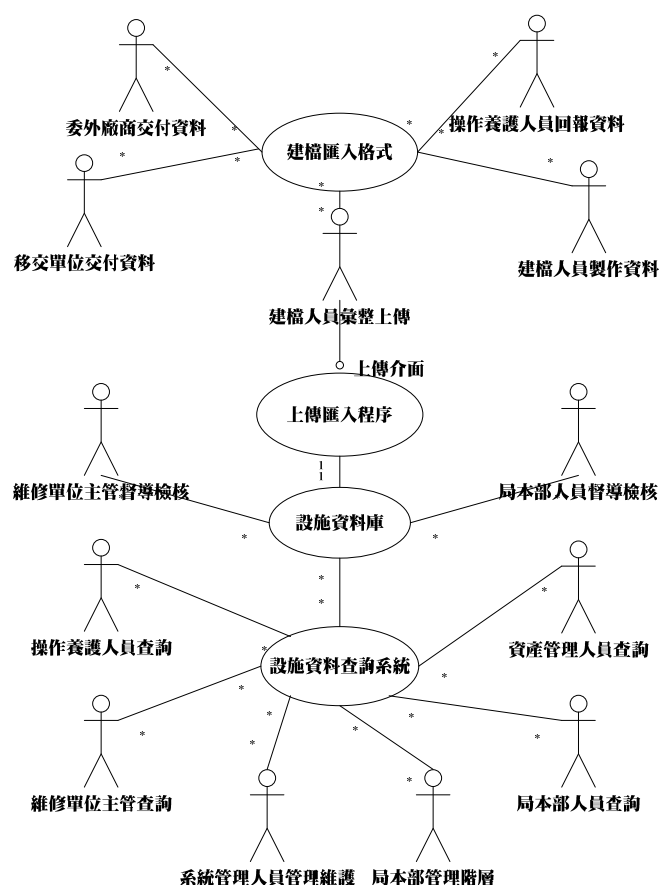 委外廠商交付資料
操作養護人員回報資料
*
*
*
*
*
建檔匯入格式
*
*
*
*
*
移交單位交付資料
建檔人員製作資料
建檔人員彙整上傳
上傳介面
上傳匯入程序
1
1
維修單位主管督導檢核
局本部人員督導檢核
設施資料庫
*
*
*
*
*
*
操作養護人員查詢
資產管理人員查詢
*
設施資料查詢系統
*
*
*
*
*
*
*
*
*
維修單位主管查詢
局本部人員查詢
系統管理人員管理維護
局本部管理階層